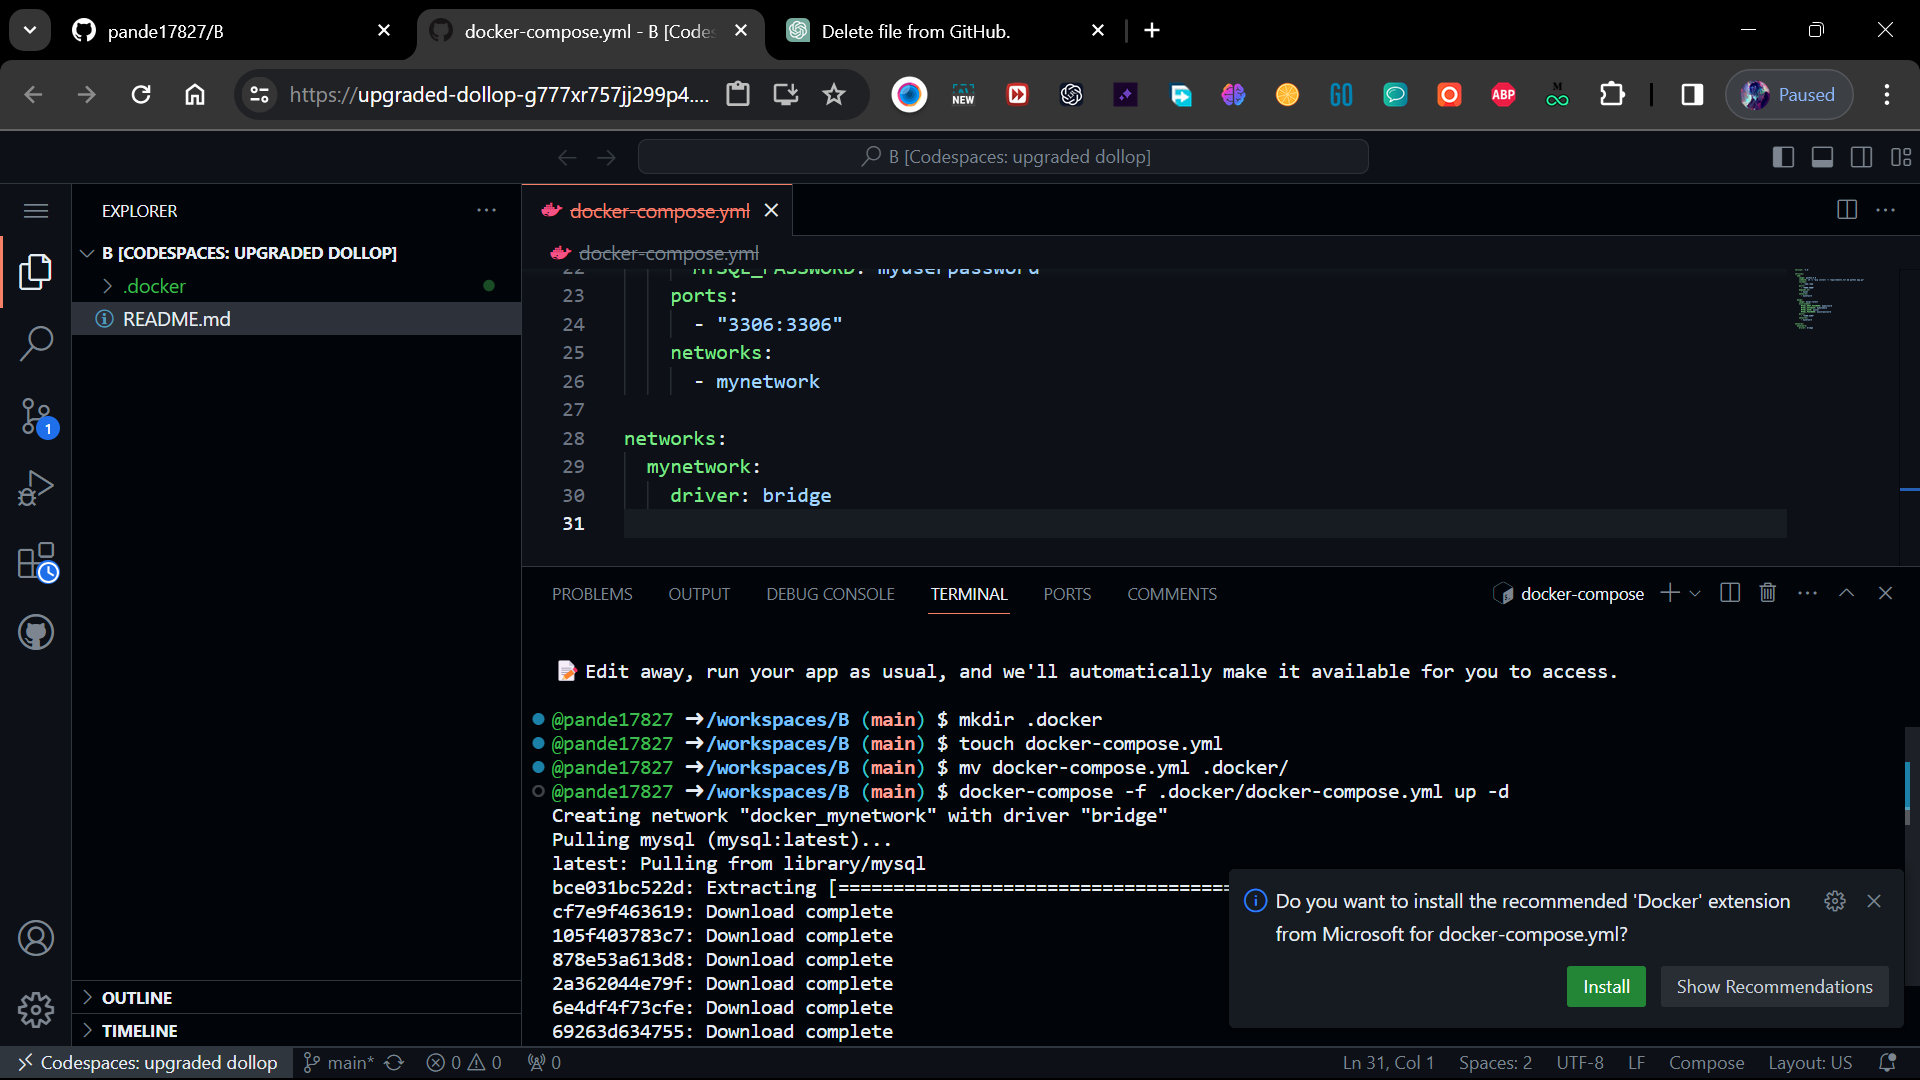 pande17827/B
docker-compose.yml - B [Codes
Delete file from GitHub.
https://upgraded-dollop-g777xr757jj299p4....
NEW
GO
ABP
M
Paused
B [Codespaces: upgraded dollop]
EXPLORER
docker-compose.yml
B [CODESPACES: UPGRADED DOLLOP]
docker-compose.yml
.docker
README.md
22 MYSQL_PASSWORD: myuserpassword
23 ports:
24 - "3306:3306"
25 networks:
26 - mynetwork
27
28 networks:
29 mynetwork:
30 driver: bridge
31
1
PROBLEMS OUTPUT DEBUG CONSOLE TERMINAL PORTS COMMENTS
docker-compose
📝 Edit away, run your app as usual, and we'll automatically make it available for you to access.
@pande17827 ➜/workspaces/B (main) $ mkdir .docker
@pande17827 ➜/workspaces/B (main) $ touch docker-compose.yml
@pande17827 ➜/workspaces/B (main) $ mv docker-compose.yml .docker/
@pande17827 ➜/workspaces/B (main) $ docker-compose -f .docker/docker-compose.yml up -d
Creating network "docker_mynetwork" with driver "bridge"
Pulling mysql (mysql:latest)...
latest: Pulling from library/mysql
bce031bc522d: Extracting [===================================
cf7e9f463619: Download complete
105f403783c7: Download complete
878e53a613d8: Download complete
2a362044e79f: Download complete
6e4df4f73cfe: Download complete
69263d634755: Download complete
Do you want to install the recommended 'Docker' extension
from Microsoft for docker-compose.yml?
Install
Show Recommendations
OUTLINE
TIMELINE
Codespaces: upgraded dollop
main*
0 0
0
Ln 31, Col 1
Spaces: 2
UTF-8
LF
Compose
Layout: US